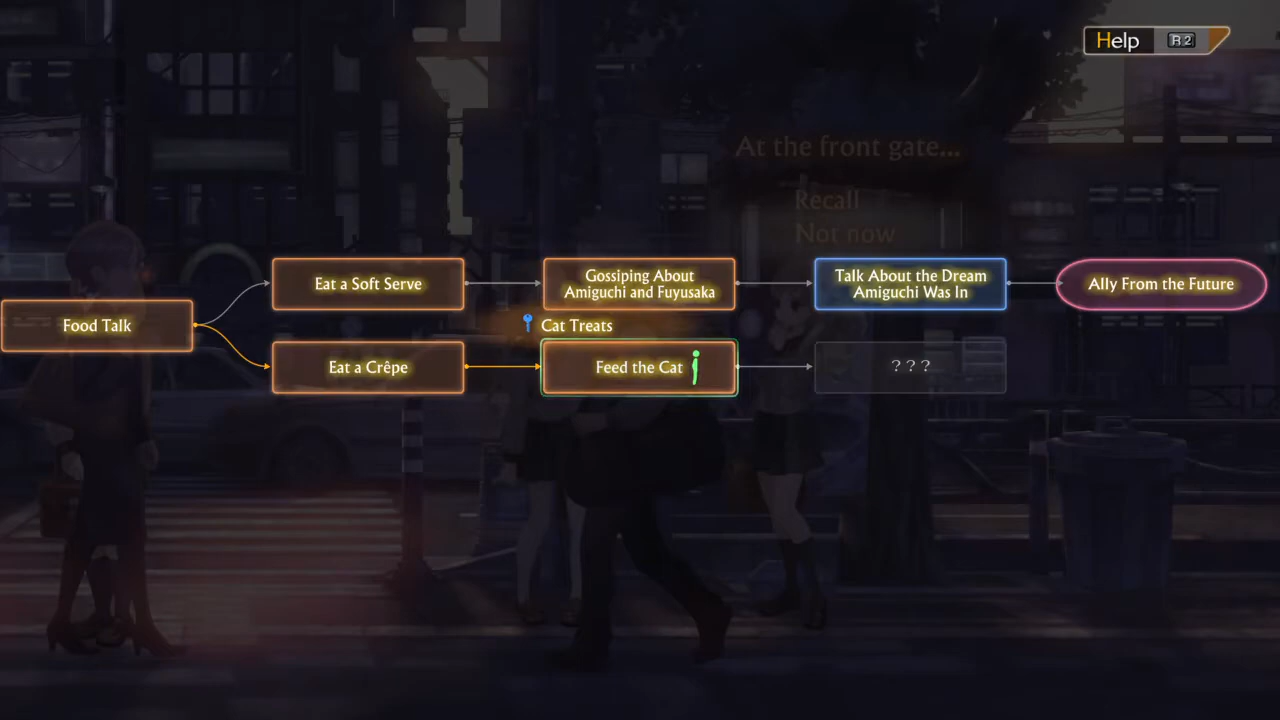 Help R2
At the front gate...
Recall
Not now
Eat a Soft Serve
Gossiping About
Amiguchi and Fuyusaka
Talk About the Dream
Amiguchi Was In
Ally From the Future
Food Talk
Cat Treats
Eat a Crêpe
Feed the Cat
? ? ?